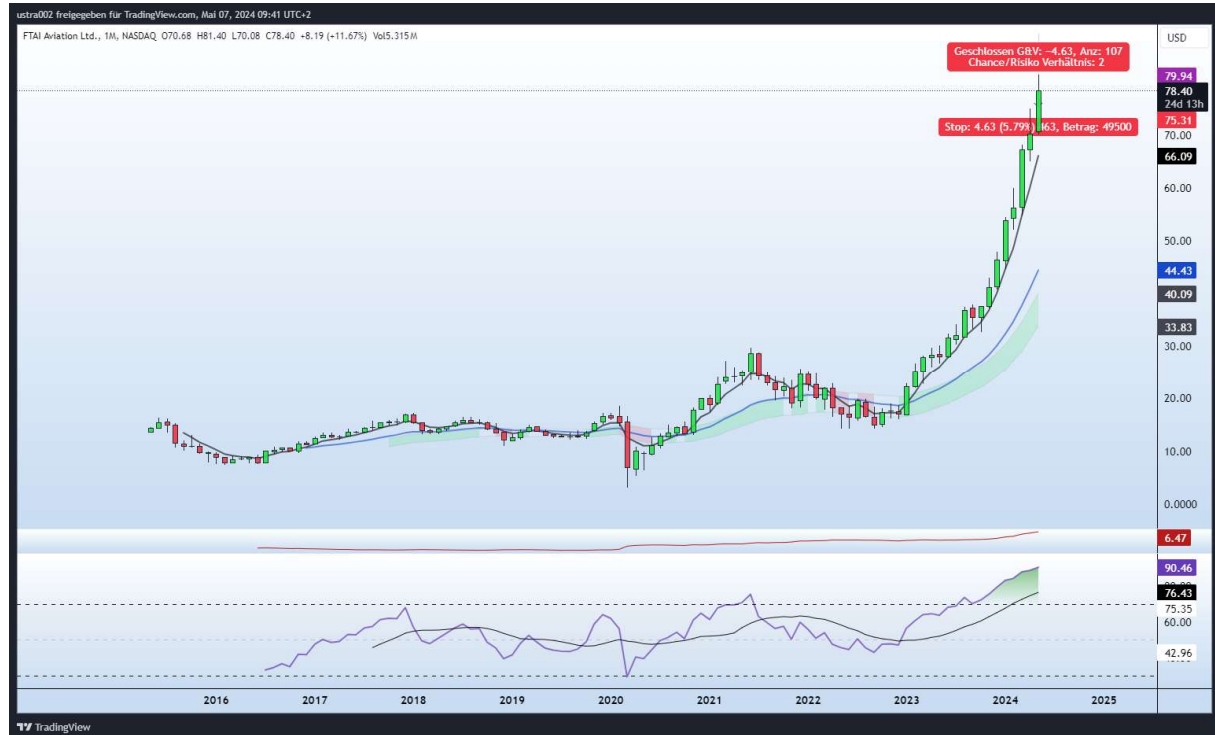 ustra002 freigegeben für TradingView.com, Mai 07, 2024 09:41 UTC+2
FTAI Aviation Ltd., 1M, NASDAQ O70.68 H81.40 L70.08 C78.40 +8.19 (+11.67%) Vol5.315M
USD
Geschlossen G&V: −4.63, Anz: 107
Chance/Risiko Verhältnis: 2
79.94
78.40
24d 13h
75.31
Stop: 4.63 (5.79%) 463, Betrag: 49500
70.00
66.09
60.00
50.00
44.43
40.09
33.83
30.00
20.00
10.00
0.0000
6.47
90.46
76.43
75.35
60.00
42.96
2016 2017 2018 2019 2020 2021 2022 2023 2024 2025
TradingView